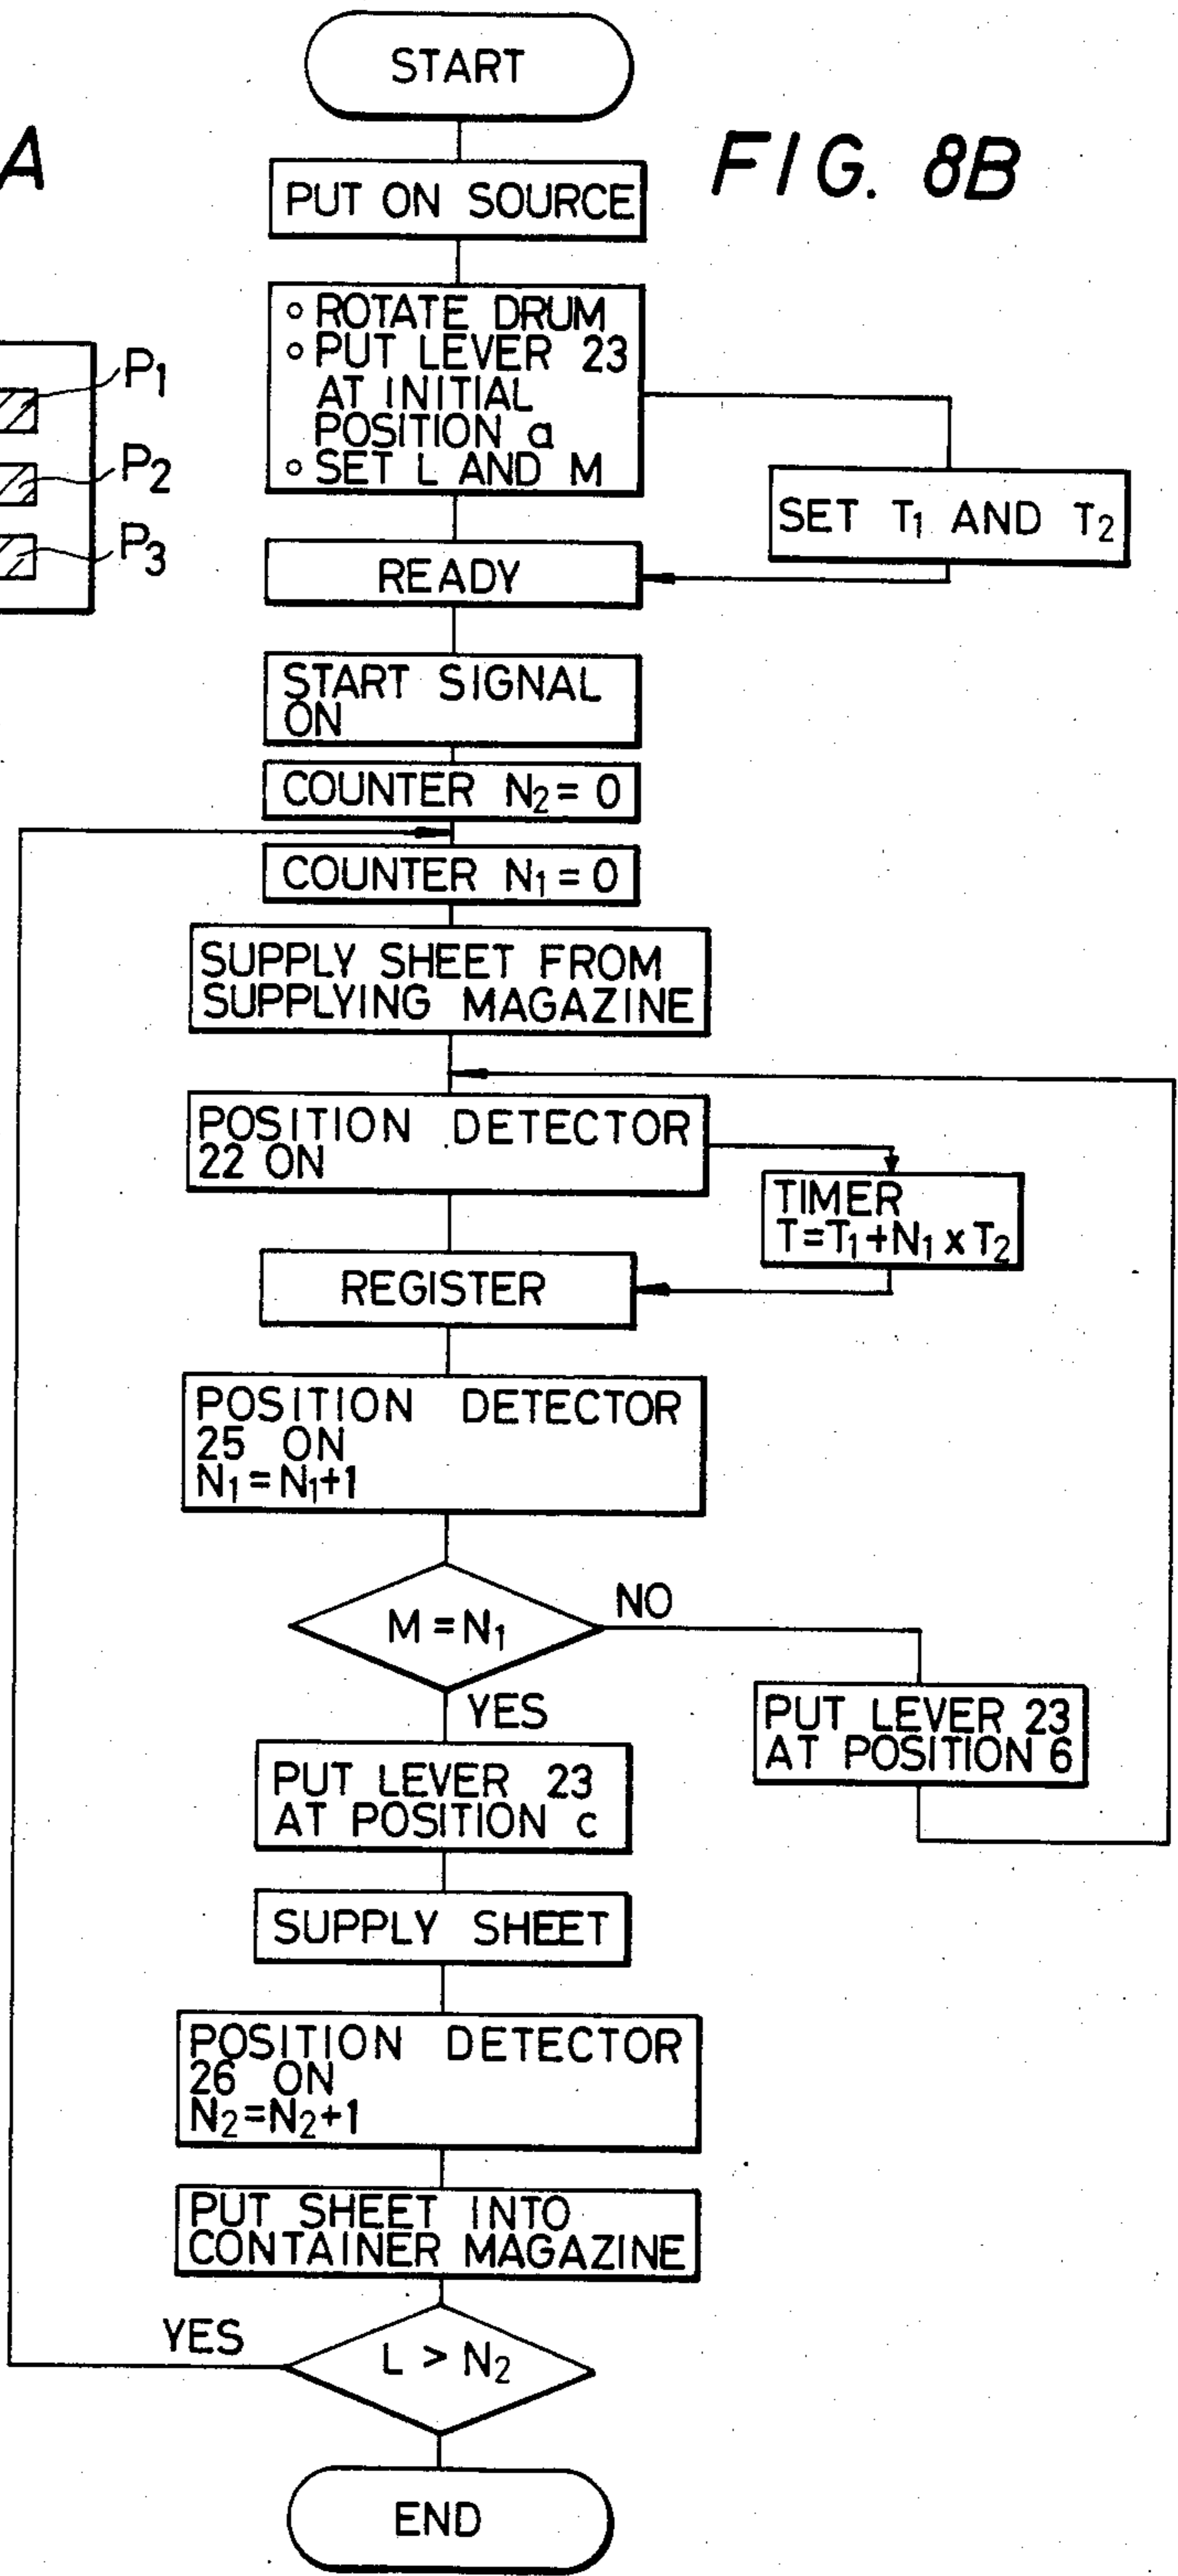 START
A
FIG. 8B
PUT ON SOURCE
○ ROTATE DRUM
○ PUT LEVER 23
AT INITIAL
POSITION a
○ SET L AND M
P1
P2
P3
SET T1 AND T2
READY
START SIGNAL
ON
COUNTER N2 = 0
COUNTER N1 = 0
SUPPLY SHEET FROM
SUPPLYING MAGAZINE
POSITION DETECTOR
22 ON
TIMER
T=T1+N1 x T2
REGISTER
POSITION DETECTOR
25 ON
N1=N1+1
M=N1
NO
YES
PUT LEVER 23
AT POSITION 6
PUT LEVER 23
AT POSITION c
SUPPLY SHEET
POSITION DETECTOR
26 ON
N2=N2+1
PUT SHEET INTO
CONTAINER MAGAZINE
YES
L > N2
END